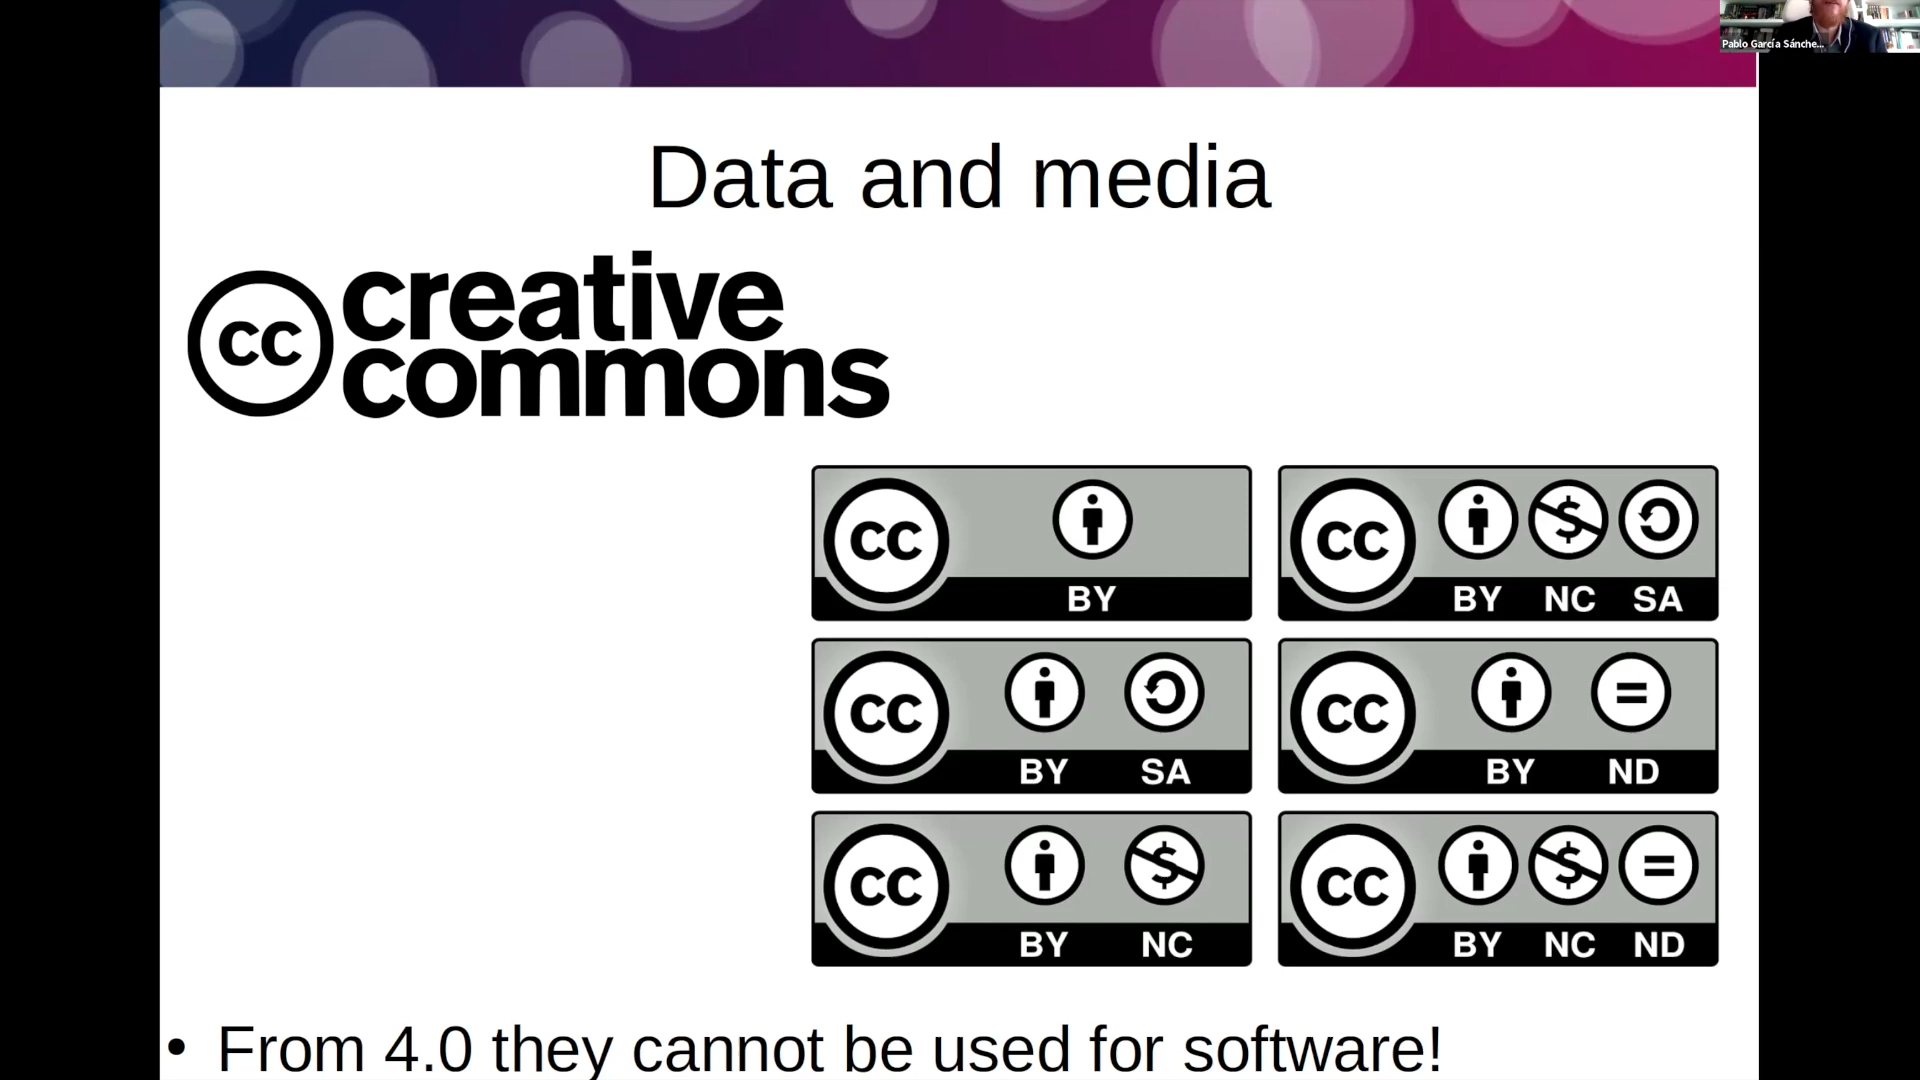 Pablo García Sánche...
Data and media
cc creative
commons
cc BY
cc BY NC SA
cc BY SA
cc BY ND
cc BY NC
cc BY NC ND
• From 4.0 they cannot be used for software!